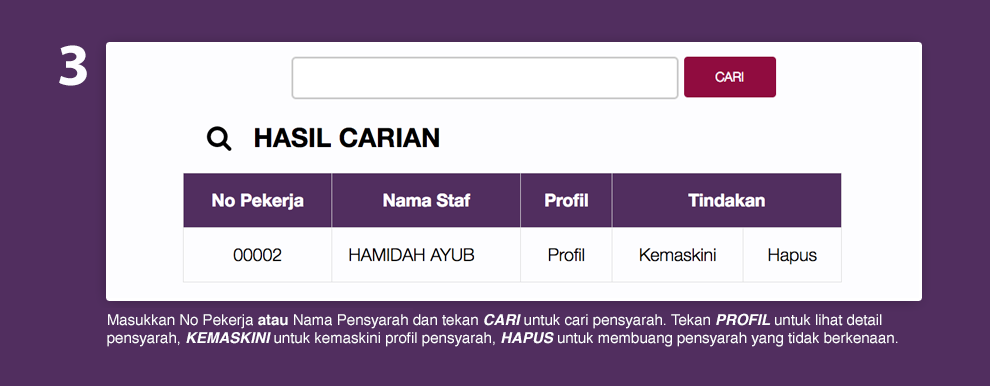 3
CARI
HASIL CARIAN
No Pekerja Nama Staf Profil Tindakan
00002 HAMIDAH AYUB Profil Kemaskini Hapus
Masukkan No Pekerja atau Nama Pensyarah dan tekan CARI untuk cari pensyarah. Tekan PROFIL untuk lihat detail
pensyarah, KEMASKINI untuk kemaskini profil pensyarah, HAPUS untuk membuang pensyarah yang tidak berkenaan.